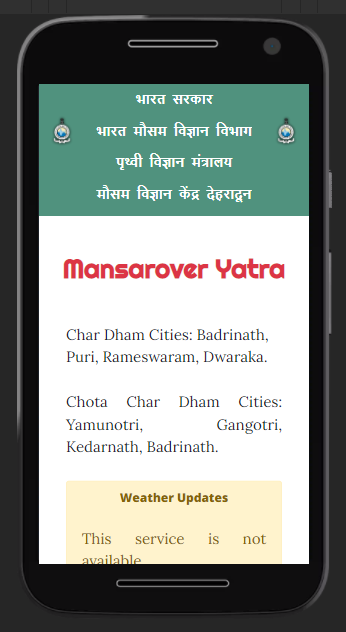 भारत सरकार
भारत मौसम विज्ञान विभाग
पृथ्वी विज्ञान मंत्रालय
मौसम विज्ञान केंद्र देहरादून
Mansarover Yatra
Char Dham Cities: Badrinath,
Puri, Rameswaram, Dwaraka.
Chota Char Dham Cities:
Yamunotri, Gangotri,
Kedarnath, Badrinath.
Weather Updates
This service is not
available